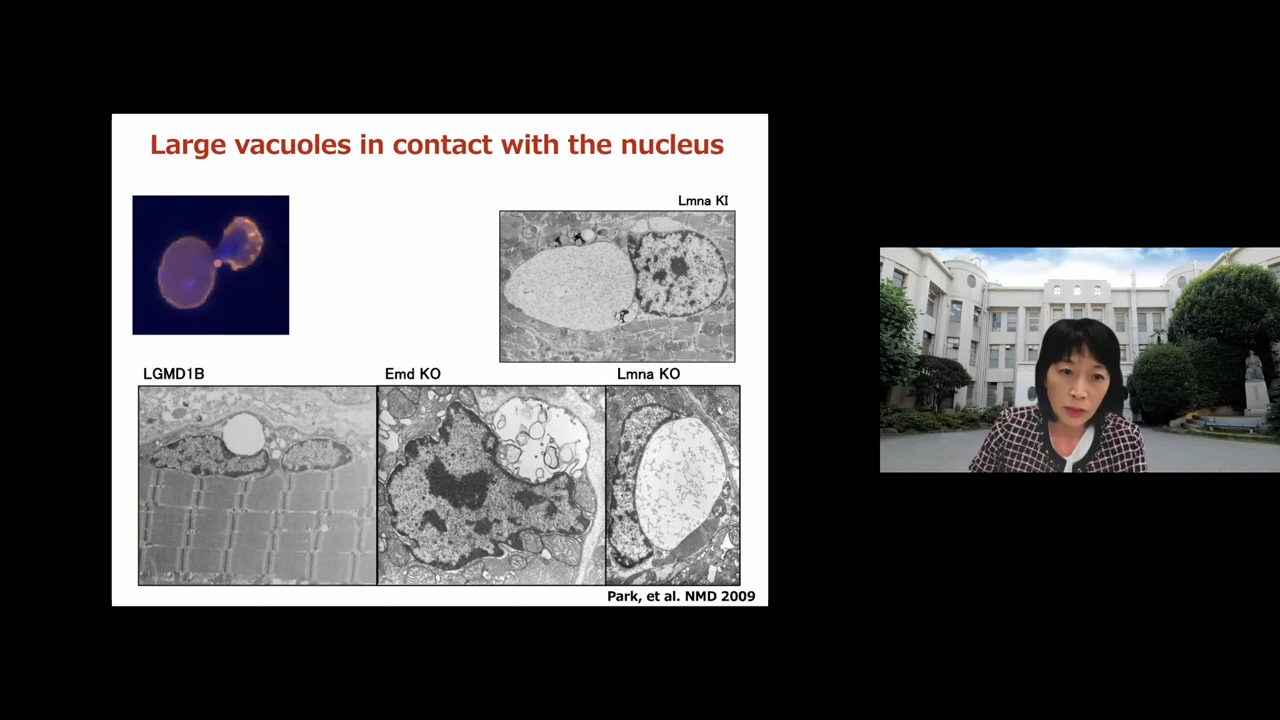 Large vacuoles in contact with the nucleus
Lmna KI
LGMD1B
Emd KO
Lmna KO
Park, et al. NMD 2009